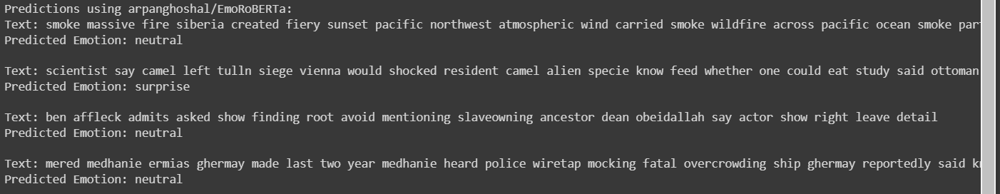 Predictions using arpanghoshal/EmoRoBERTa:
Text: smoke massive fire siberia created fiery sunset pacific northwest atmospheric wind carried smoke wildfire across pacific ocean smoke
Predicted Emotion: neutral
Text: scientist say camel left tulln siege vienna would shocked resident camel alien specie know feed whether one could eat study said ottoman
Predicted Emotion: surprise
Text: ben affleck admits asked show finding root avoid mentioning slaveowning ancestor dean obeidallah say actor show right leave detail
Predicted Emotion: neutral
Text: mered medhanie ermias ghermay made last two year medhanie heard police wiretap mocking fatal overcrowding ship ghermay reportedly said
Predicted Emotion: neutral